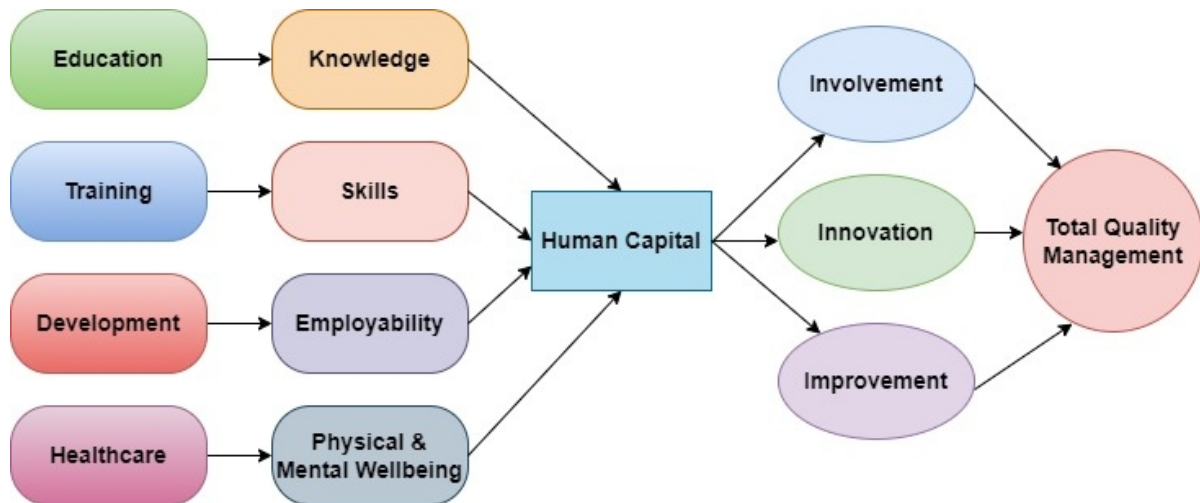 Education
Knowledge
Training
Skills
Development
Employability
Healthcare
Physical &
Mental Wellbeing
Human Capital
Involvement
Innovation
Improvement
Total Quality
Management